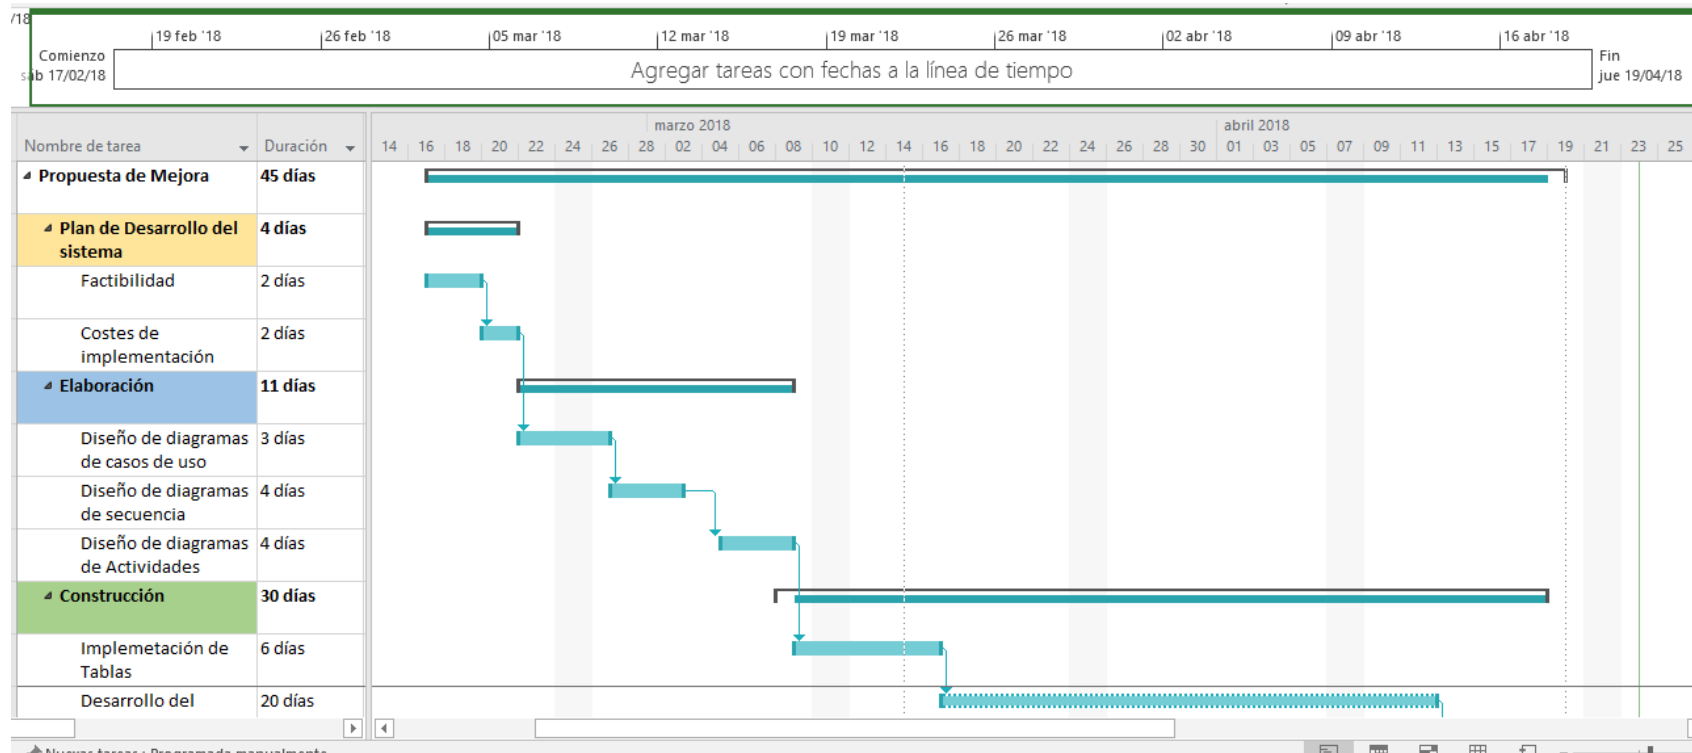 /18
19 feb '18 26 feb '18 05 mar '18 12 mar '18 19 mar '18 26 mar '18 02 abr '18 09 abr '18 16 abr '18
Comienzo
sáb 17/02/18
Agregar tareas con fechas a la línea de tiempo
Fin
jue 19/04/18
marzo 2018 abril 2018
Nombre de tarea Duración 14 16 18 20 22 24 26 28 02 04 06 08 10 12 14 16 18 20 22 24 26 28 30 01 03 05 07 09 11 13 15 17 19 21 23 25
Propuesta de Mejora 45 días
Plan de Desarrollo del 4 días
sistema
Factibilidad 2 días
Costes de 2 días
implementación
Elaboración 11 días
Diseño de diagramas 3 días
de casos de uso
Diseño de diagramas 4 días
de secuencia
Diseño de diagramas 4 días
de Actividades
Construcción 30 días
Implemetación de 6 días
Tablas
Desarrollo del 20 días
Nuevas tareas : Programada manualmente